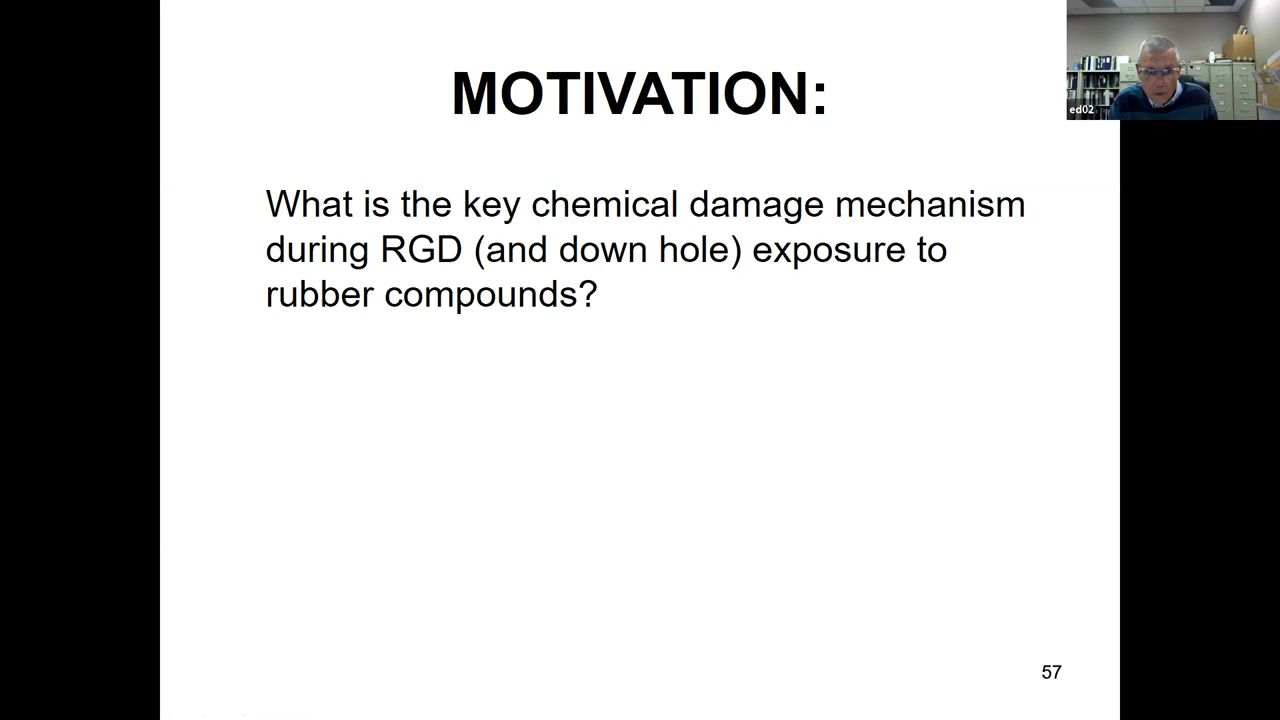 MOTIVATION:
ed02
What is the key chemical damage mechanism
during RGD (and down hole) exposure to
rubber compounds?
57